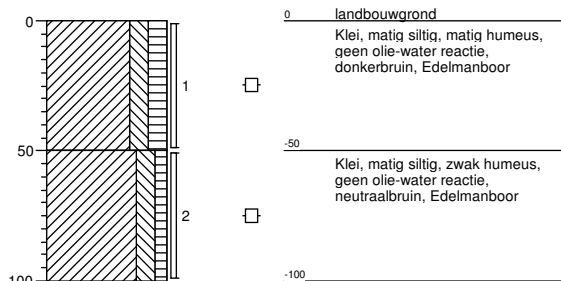 0
0
landbouwgrond
Klei, matig siltig, matig humeus,
geen olie-water reactie,
donkerbruin, Edelmanboor
1
50
-50
Klei, matig siltig, zwak humeus,
geen olie-water reactie,
neutraalbruin, Edelmanboor
2
100
-100